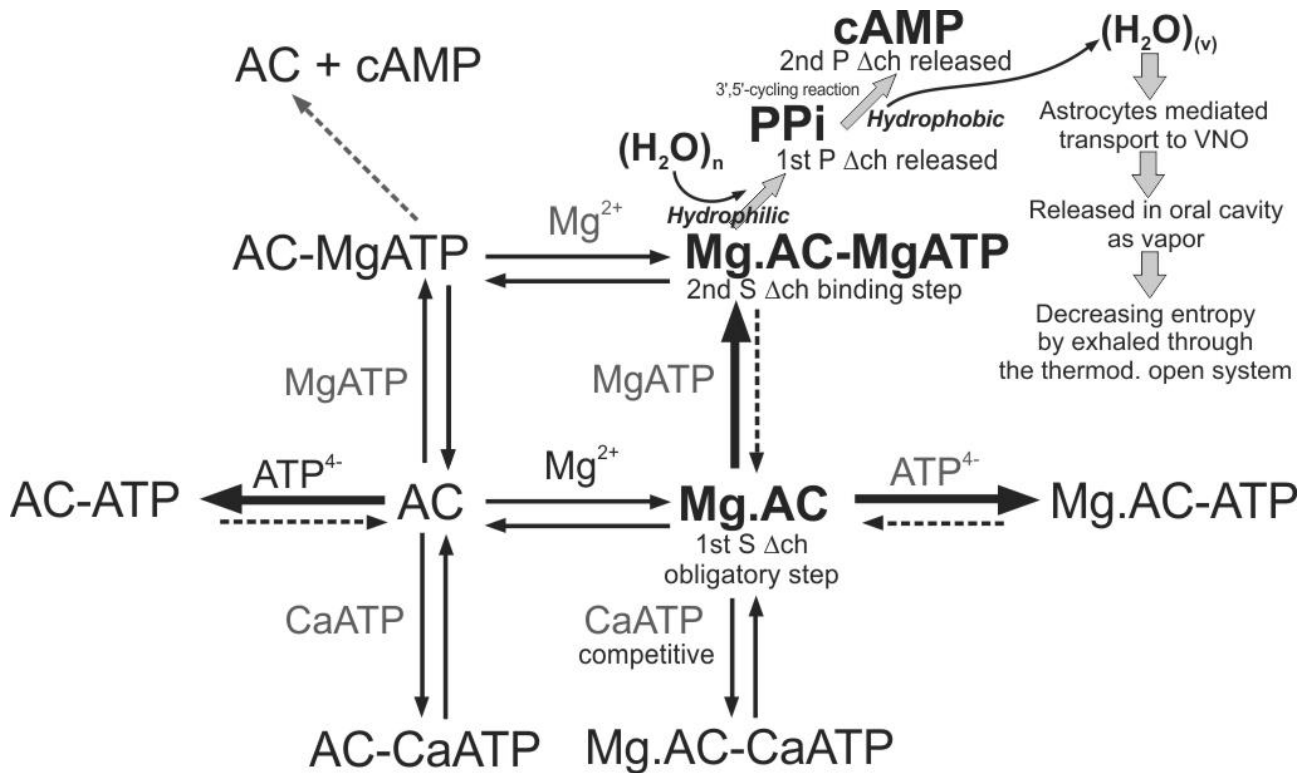 cAMP
(H₂O)₍ᵥ₎
AC + cAMP
2nd P Δch released
3',5'-cycling reaction
PPi
Hydrophobic
Astrocytes mediated
transport to VNO
(H₂O)ₙ
1st P Δch released
Hydrophilic
Released in oral cavity
as vapor
Mg²⁺
AC-MgATP
Mg.AC-MgATP
2nd S Δch binding step
Decreasing entropy
by exhaled through
the thermod. open system
MgATP
MgATP
ATP⁴⁻
Mg²⁺
ATP⁴⁻
AC-ATP
AC
Mg.AC
Mg.AC-ATP
1st S Δch
obligatory step
CaATP
CaATP
competitive
AC-CaATP
Mg.AC-CaATP